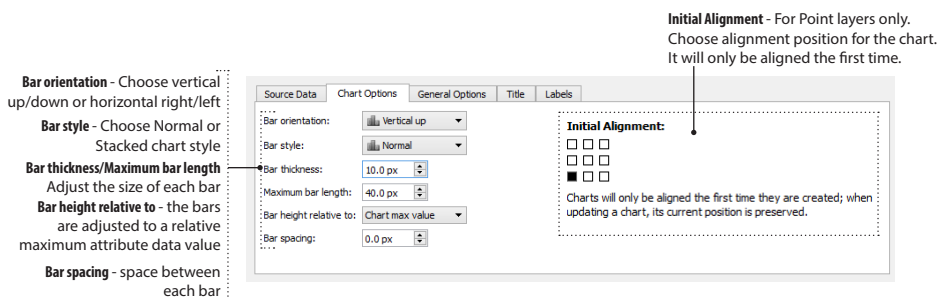 Initial Alignment - For Point layers only.
Choose alignment position for the chart.
It will only be aligned the first time.
Bar orientation - Choose vertical
up/down or horizontal right/left
Bar style - Choose Normal or
Stacked chart style
Bar thickness/Maximum bar length
Adjust the size of each bar
Bar height relative to - the bars
are adjusted to a relative
maximum attribute data value
Bar spacing - space between
each bar
Source Data Chart Options General Options Title Labels
Bar orientation: Vertical up
Bar style: Normal
Bar thickness: 10.0 px
Maximum bar length: 40.0 px
Bar height relative to: Chart max value
Bar spacing: 0.0 px
Initial Alignment:
Charts will only be aligned the first time they are created; when
updating a chart, its current position is preserved.